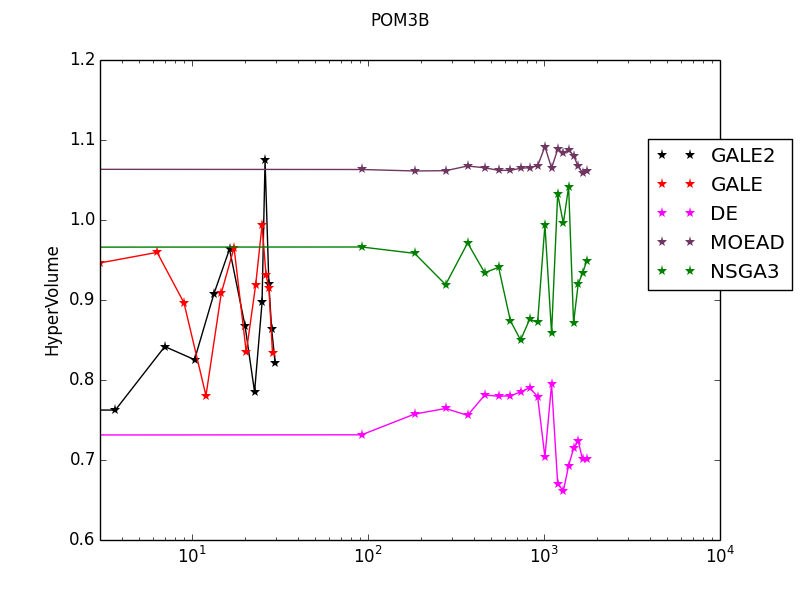 POM3B
HyperVolume
1.2
1.1
1.0
0.9
0.8
0.7
0.6
10^1
10^2
10^3
10^4
GALE2
GALE
DE
MOEAD
NSGA3